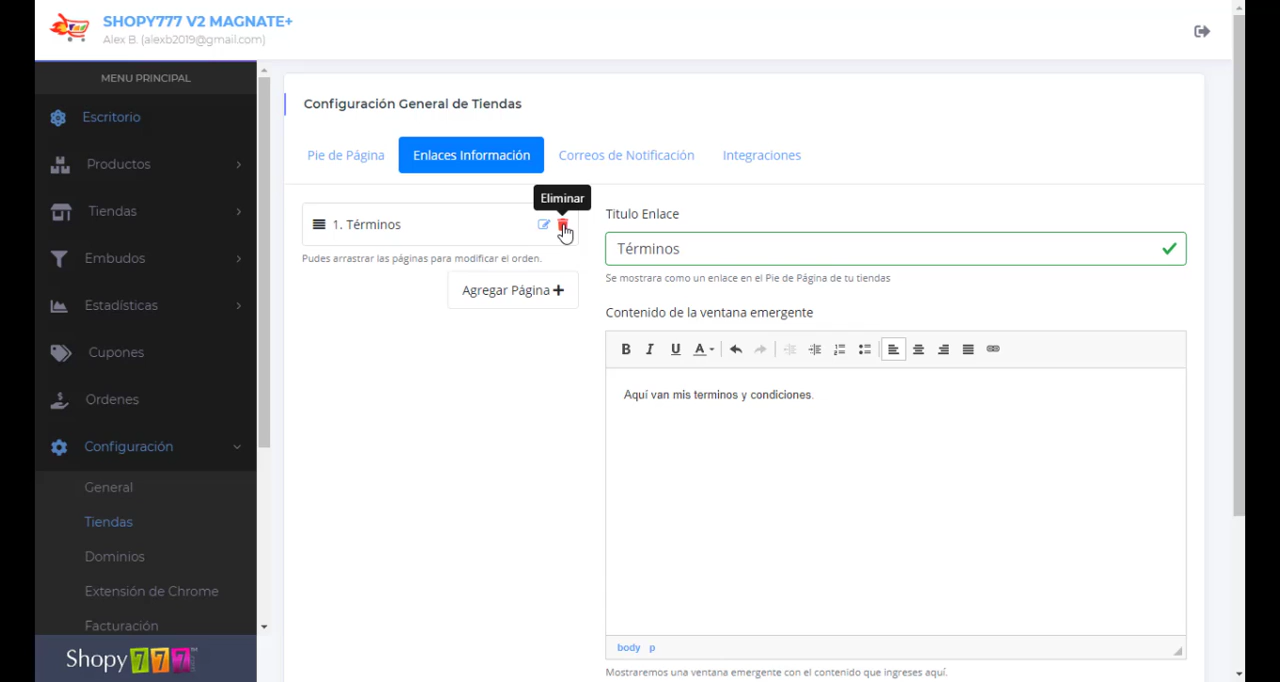 SHOPY777 V2 MAGNATE+
Alex B. (alexb2019@gmail.com)
MENU PRINCIPAL
Escritorio
Productos
Tiendas
Embudos
Estadísticas
Cupones
Ordenes
Configuración
General
Tiendas
Dominios
Extensión de Chrome
Facturación
Shopy777
Configuración General de Tiendas
Pie de Página
Enlaces Información
Correos de Notificación
Integraciones
Eliminar
1. Términos
Pudes arrastrar las páginas para modificar el orden.
Agregar Página +
Titulo Enlace
Términos
Se mostrara como un enlace en el Pie de Página de tu tiendas
Contenido de la ventana emergente
B I U A
Aquí van mis terminos y condiciones.
body p
Mostraremos una ventana emergente con el contenido que ingreses aquí.